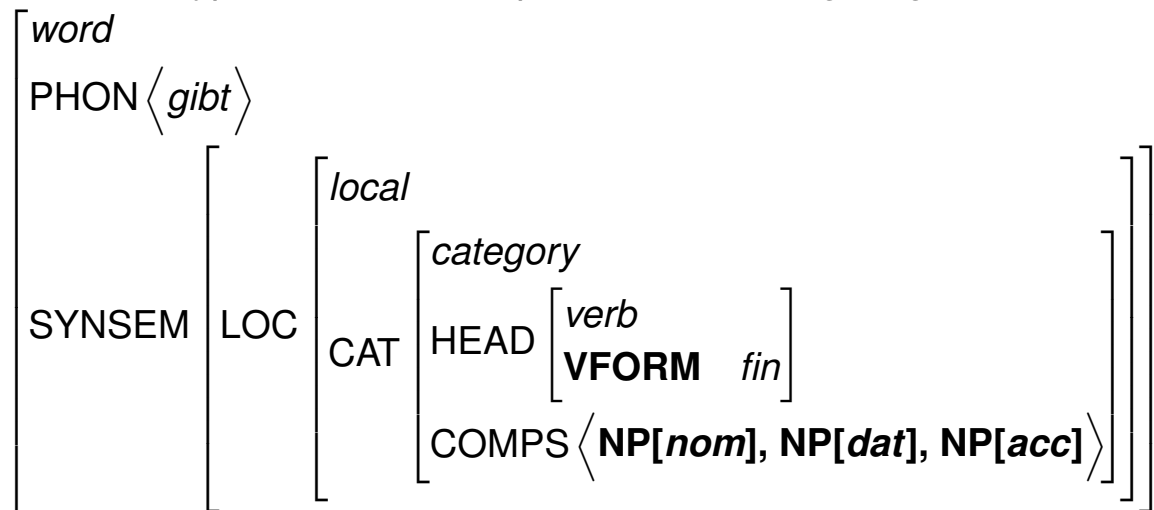 word
PHON⟨gibt⟩
local
category
SYNSEM LOC CAT HEAD verb
VFORM fin
COMPS⟨NP[nom], NP[dat], NP[acc]⟩